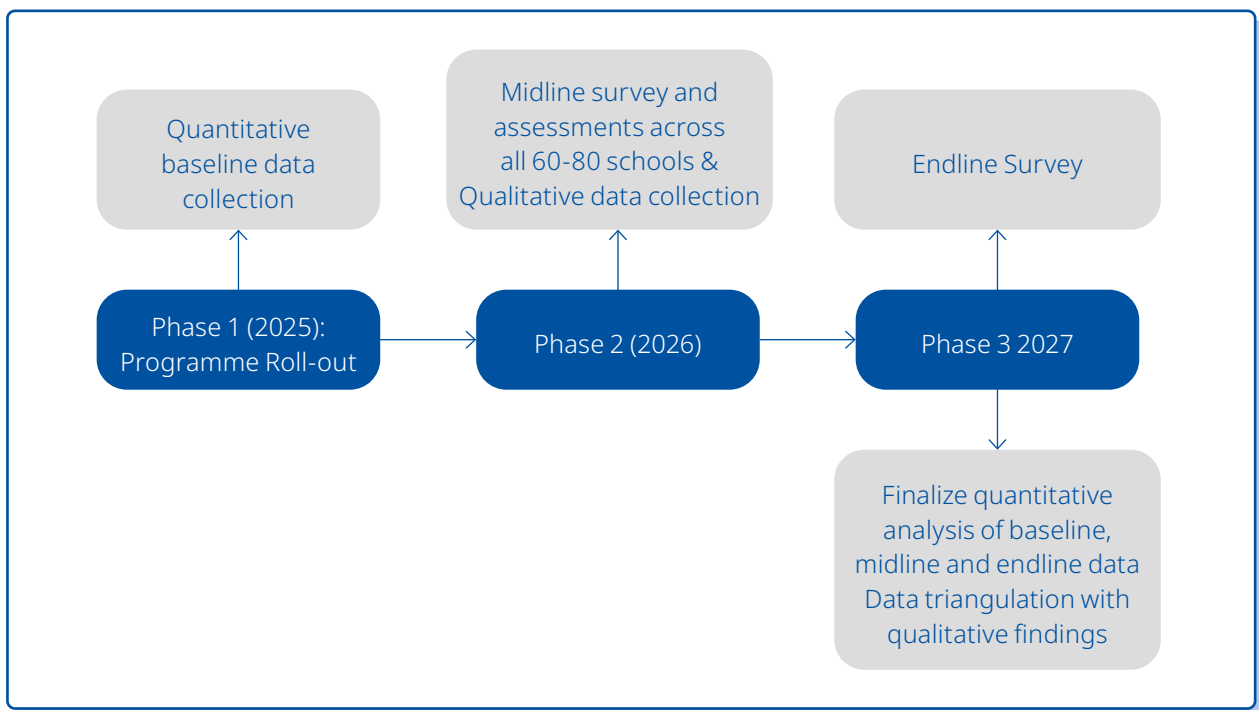 Quantitative
baseline data
collection
Midline survey and
assessments across
all 60-80 schools &
Qualitative data collection
Endline Survey
Phase 1 (2025):
Programme Roll-out
Phase 2 (2026)
Phase 3 2027
Finalize quantitative
analysis of baseline,
midline and endline data
Data triangulation with
qualitative findings